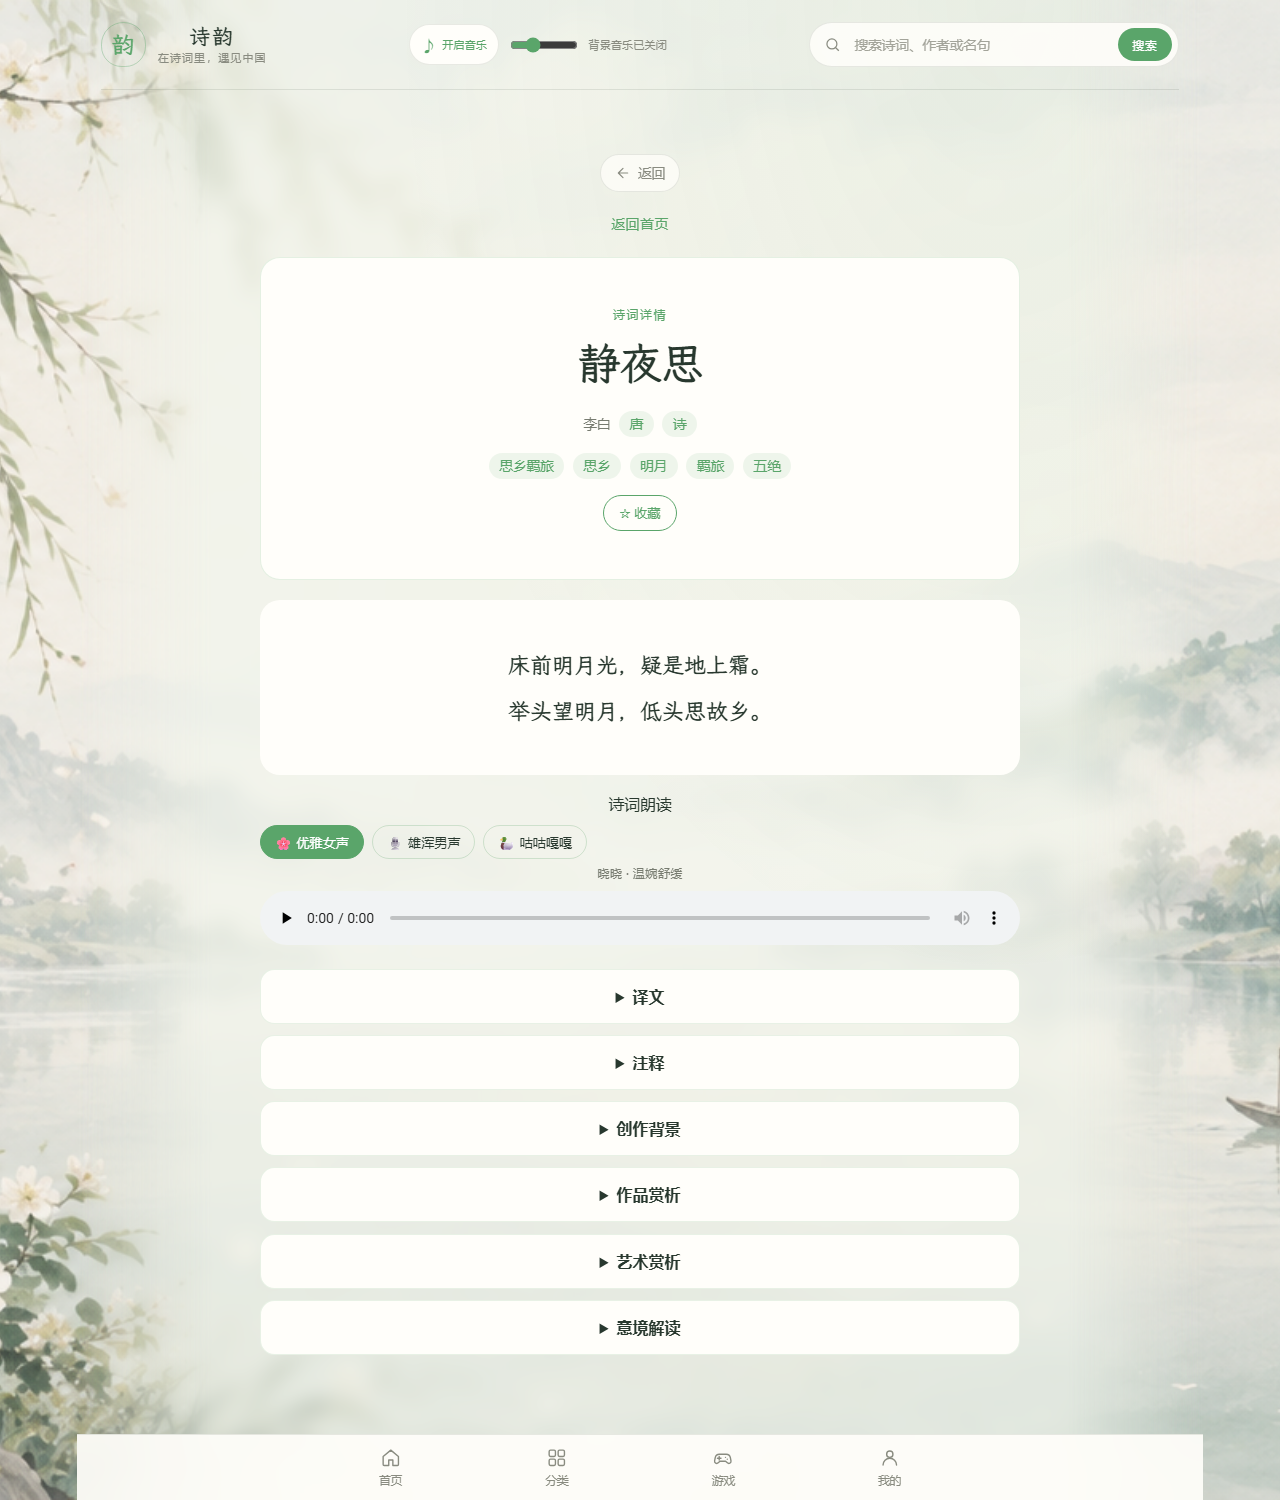 韵
诗韵
在诗词里，遇见中国
开启音乐
背景音乐已关闭
搜索诗词、作者或名句
搜索
返回
返回首页
诗词详情
静夜思
李白 唐 诗
思乡羁旅 思乡 明月 羁旅 五绝
☆ 收藏
床前明月光，疑是地上霜。
举头望明月，低头思故乡。
诗词朗读
优雅女声 雄浑男声 咕咕嘎嘎
晓晓 · 温婉舒缓
0:00 / 0:00
译文
注释
创作背景
作品赏析
艺术赏析
意境解读
首页 分类 游戏 我的